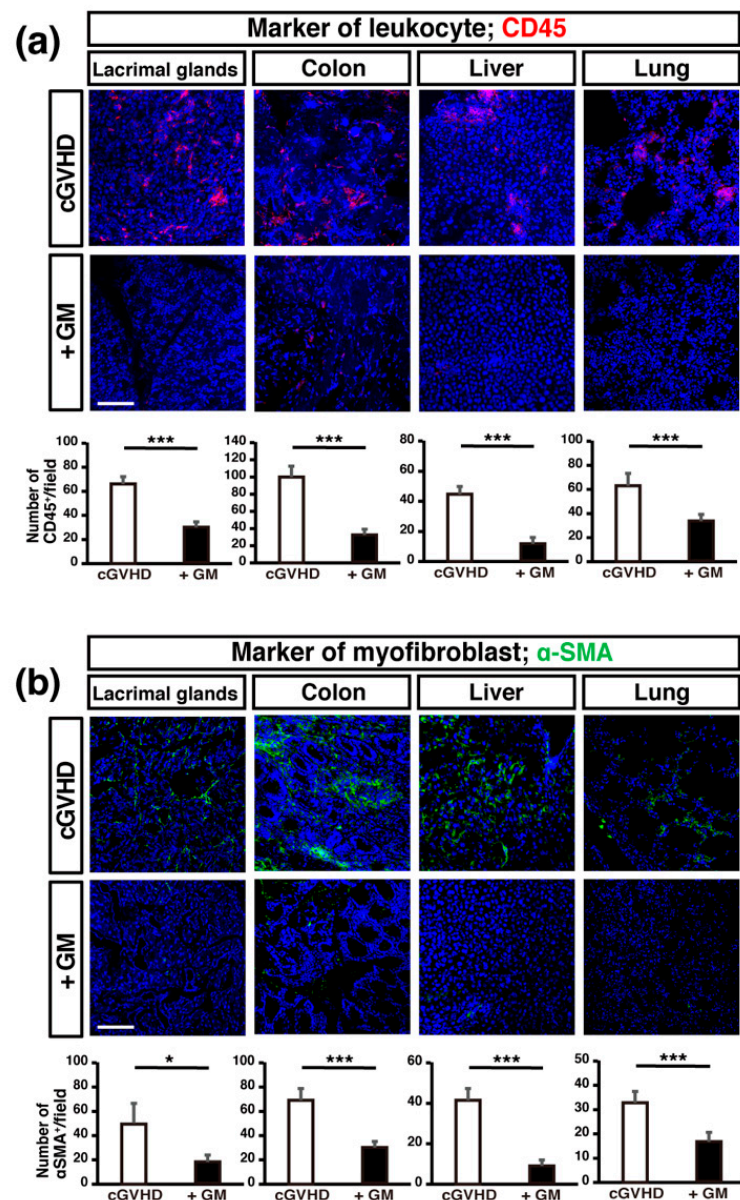 (a)
Marker of leukocyte; CD45
Lacrimal glands Colon Liver Lung
cGVHD
+ GM
Number of
CD45⁺/field
100
80
60
40
20
0
***
cGVHD + GM
140
120
100
80
60
40
20
0
***
cGVHD + GM
80
60
40
20
0
***
cGVHD + GM
100
80
60
40
20
0
***
cGVHD + GM
(b)
Marker of myofibroblast; α-SMA
Lacrimal glands Colon Liver Lung
cGVHD
+ GM
Number of
αSMA⁺/field
100
80
60
40
20
0
*
cGVHD + GM
100
80
60
40
20
0
***
cGVHD + GM
60
40
20
0
***
cGVHD + GM
50
40
30
20
10
0
***
cGVHD + GM